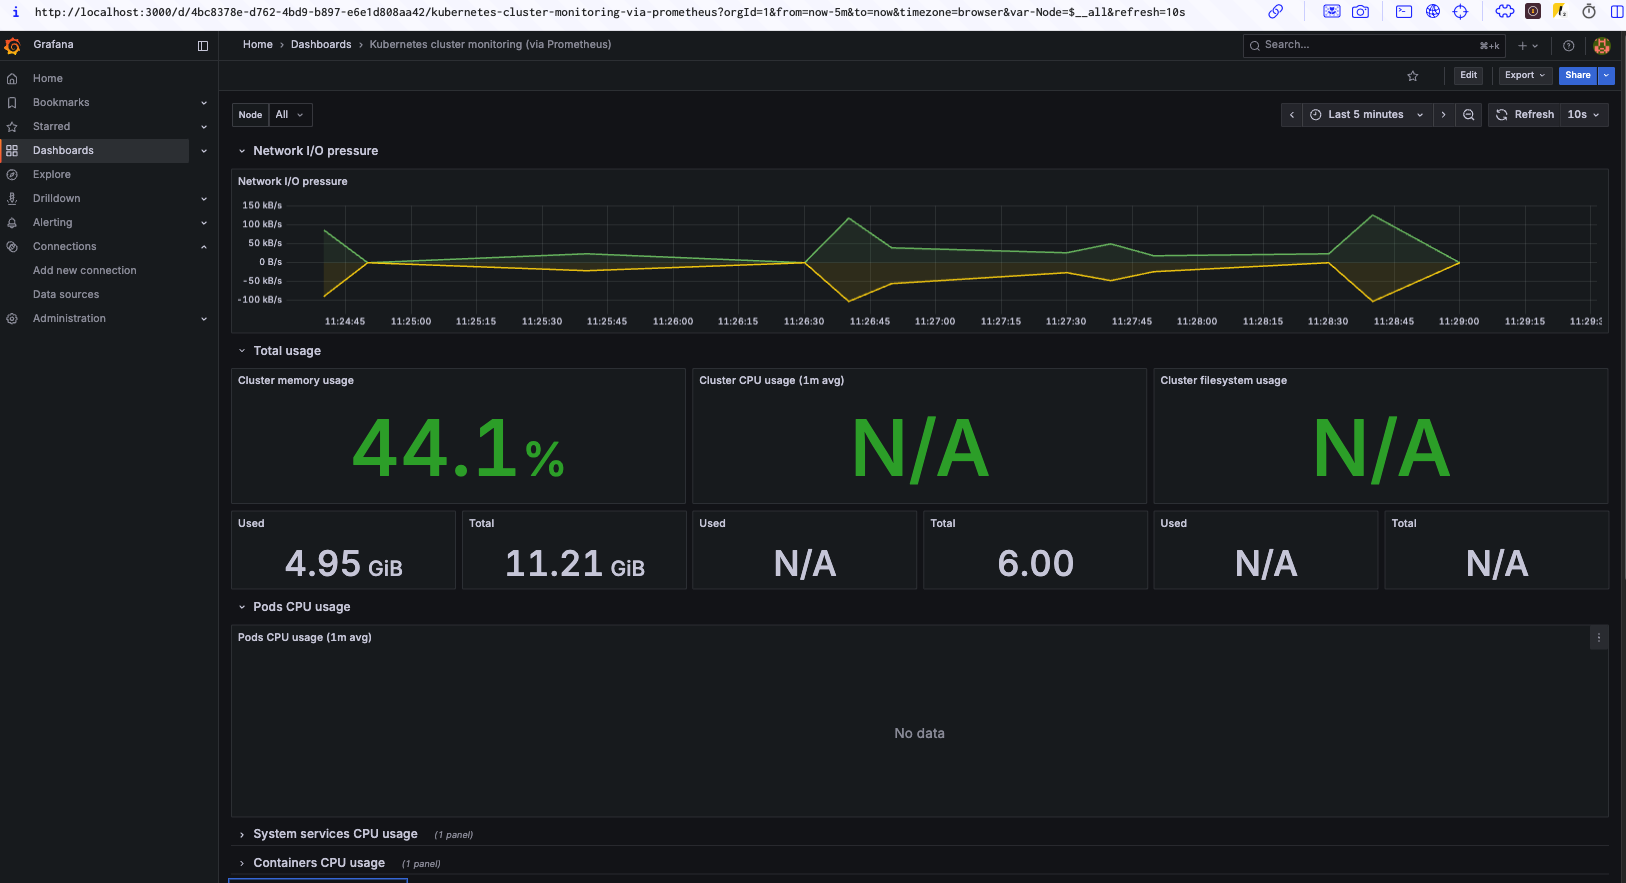 http://localhost:3000/d/4bc8378e-d762-4bd9-b897-e6e1d808aa42/kubernetes-cluster-monitoring-via-prometheus?orgId=1&from=now-5m&to=now&timezone=browser&var-Node=$__all&refresh=10s
Grafana
Home › Dashboards › Kubernetes cluster monitoring (via Prometheus)
Search... ⌘+k
Edit Export Share
Home
Bookmarks
Starred
Dashboards
Explore
Drilldown
Alerting
Connections
Add new connection
Data sources
Administration
Node All
Last 5 minutes Refresh 10s
Network I/O pressure
Network I/O pressure
150 kB/s
100 kB/s
50 kB/s
0 B/s
-50 kB/s
-100 kB/s
11:24:45 11:25:00 11:25:15 11:25:30 11:25:45 11:26:00 11:26:15 11:26:30 11:26:45 11:27:00 11:27:15 11:27:30 11:27:45 11:28:00 11:28:15 11:28:30 11:28:45 11:29:00 11:29:15 11:29:3
Total usage
Cluster memory usage
44.1%
Cluster CPU usage (1m avg)
N/A
Cluster filesystem usage
N/A
Used
4.95 GiB
Total
11.21 GiB
Used
N/A
Total
6.00
Used
N/A
Total
N/A
Pods CPU usage
Pods CPU usage (1m avg)
No data
System services CPU usage (1 panel)
Containers CPU usage (1 panel)